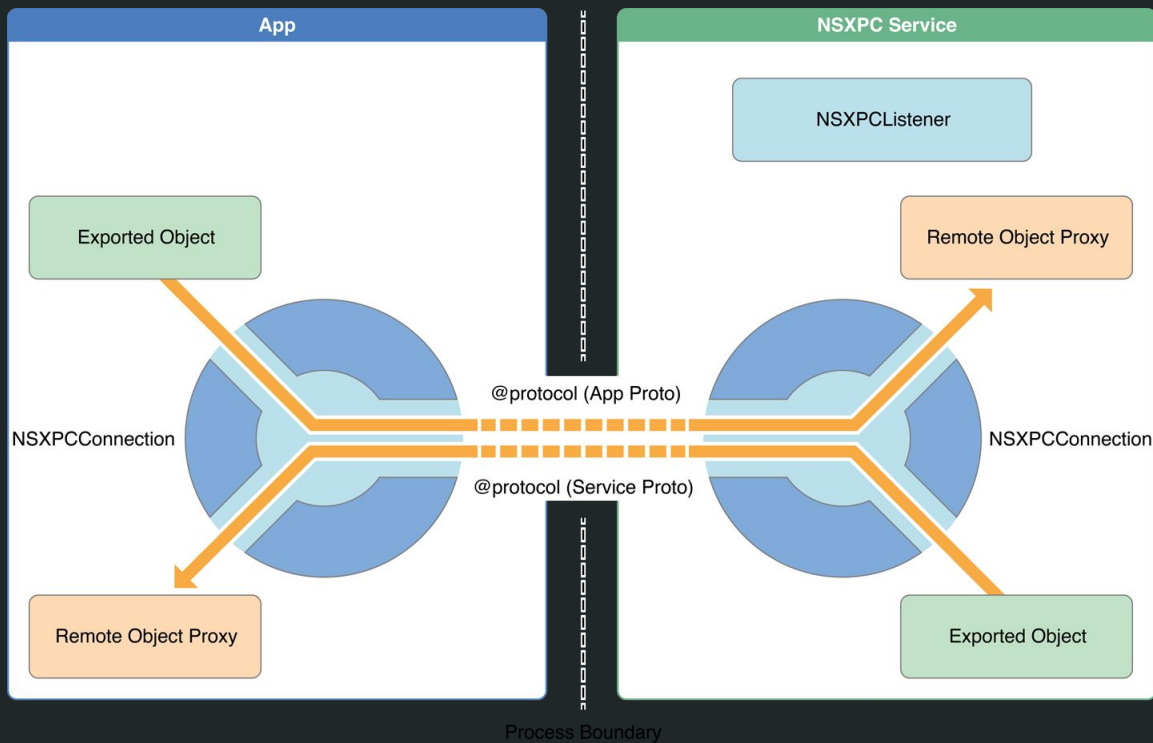 App
NSXPC Service
NSXPCListener
Exported Object
Remote Object Proxy
@protocol (App Proto)
NSXPCConnection
NSXPCConnection
@protocol (Service Proto)
Remote Object Proxy
Exported Object
Process Boundary